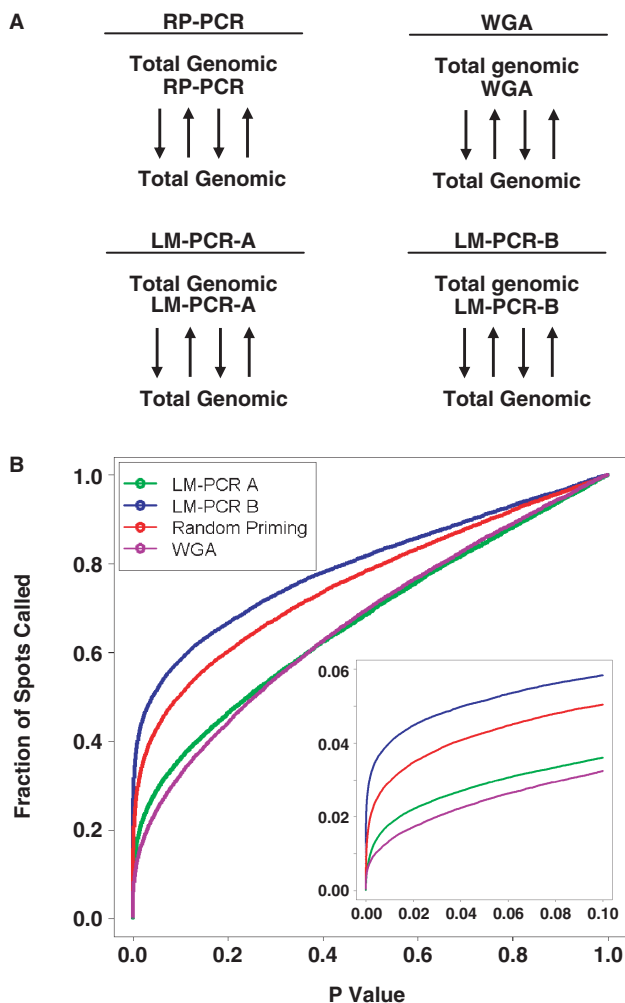 A
RP-PCR
Total Genomic
RP-PCR
Total Genomic
WGA
Total genomic
WGA
Total Genomic
LM-PCR-A
Total Genomic
LM-PCR-A
Total Genomic
LM-PCR-B
Total genomic
LM-PCR-B
Total Genomic
B
Fraction of Spots Called
1.0
0.8
0.6
0.4
0.2
0.0
LM-PCR A
LM-PCR B
Random Priming
WGA
0.06
0.04
0.02
0.00
0.00 0.02 0.04 0.06 0.08 0.10
0.0 0.2 0.4 0.6 0.8 1.0
P Value